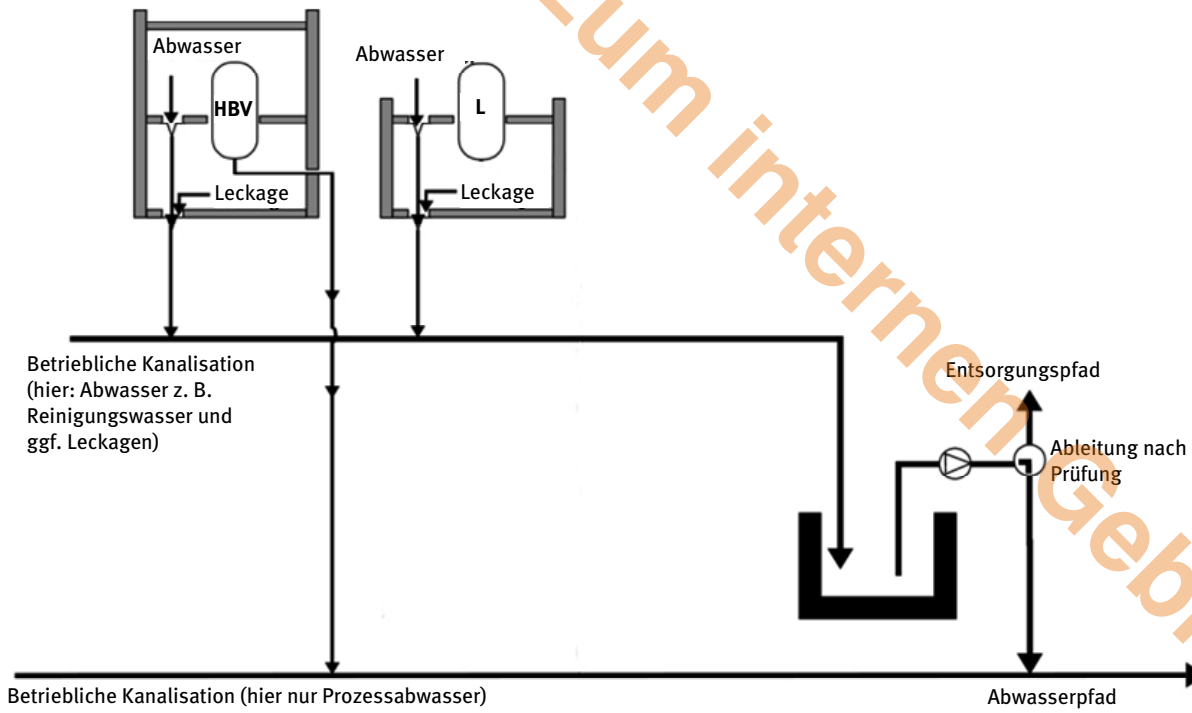 Abwasser
HBV
Leckage
Abwasser
L
Leckage
Betriebliche Kanalisation
(hier: Abwasser z. B.
Reinigungswasser und
ggf. Leckagen)
Entsorgungspfad
Ableitung nach
Prüfung
Betriebliche Kanalisation (hier nur Prozessabwasser)
Abwasserpfad
zum internen Gebr